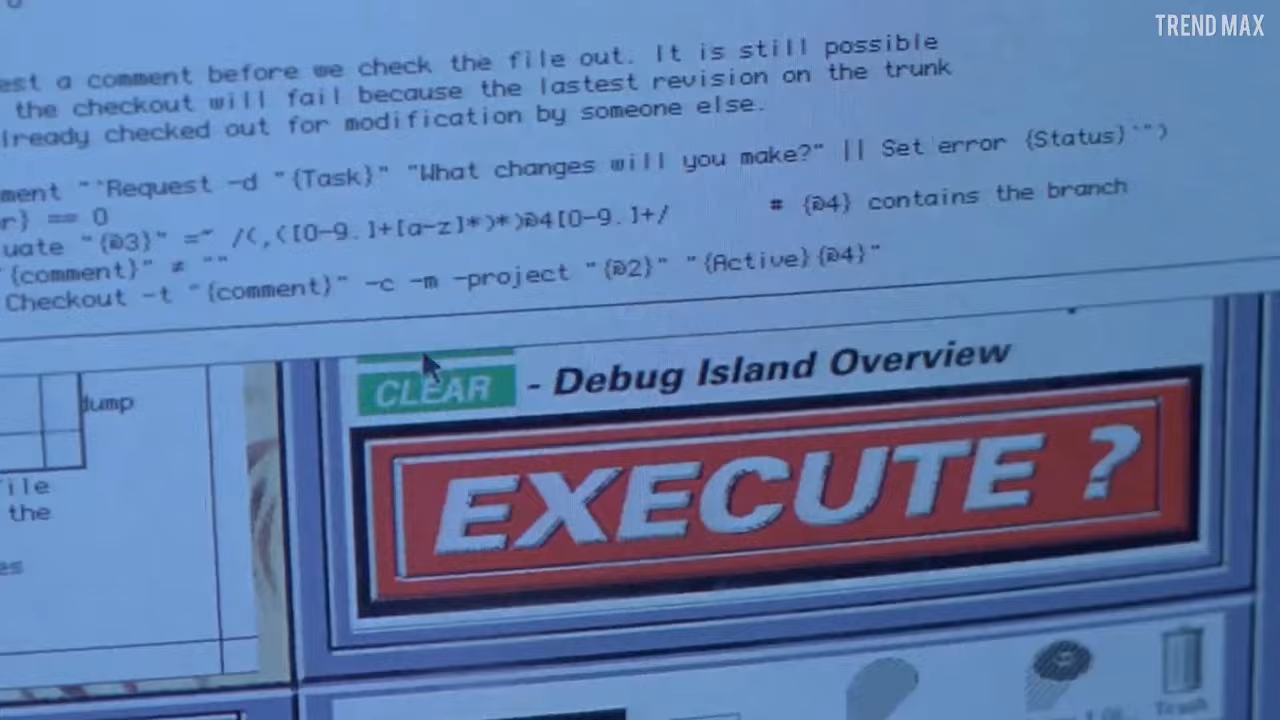 TREND MAX
est a comment before we check the file out. It is still possible
the checkout will fail because the lastest revision on the trunk
lready checked out for modification by someone else.
ment "`Request -d "{Task}" "What changes will you make?" || Set error {Status}`")
r} == 0
uate "{@3}" =~ /(,([0-9.]+[a-z]*)*)@4[0-9.]+/ # {@4} contains the branch
{comment}" ≠ ""
Checkout -t "{comment}" -c -m -project "{@2}" "{Active}{@4}"
CLEAR - Debug Island Overview
dump
EXECUTE ?
ile
the
es
Trash